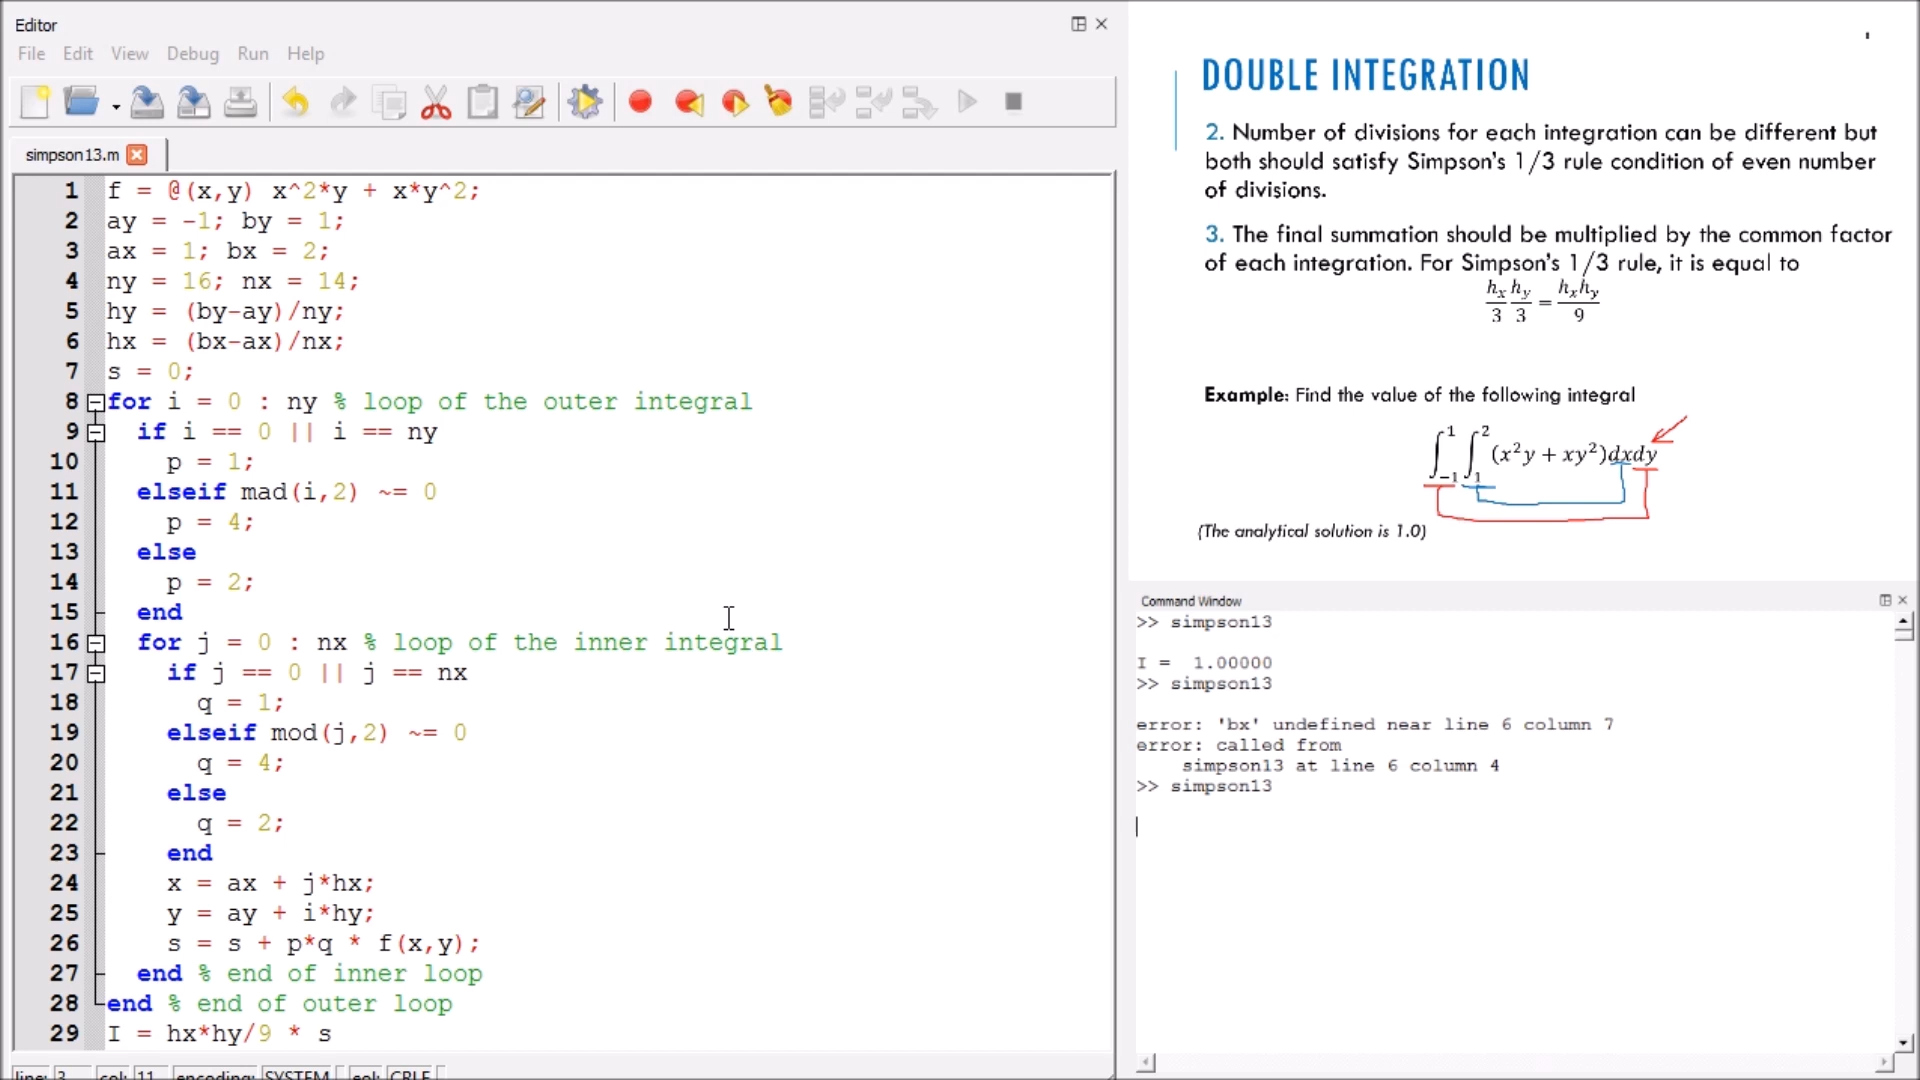 Editor
File Edit View Debug Run Help
simpson13.m
1 f = @(x,y) x^2*y + x*y^2;
2 ay = -1; by = 1;
3 ax = 1; bx = 2;
4 ny = 16; nx = 14;
5 hy = (by-ay)/ny;
6 hx = (bx-ax)/nx;
7 s = 0;
8 for i = 0 : ny % loop of the outer integral
9 if i == 0 || i == ny
10 p = 1;
11 elseif mad(i,2) ~= 0
12 p = 4;
13 else
14 p = 2;
15 end
16 for j = 0 : nx % loop of the inner integral
17 if j == 0 || j == nx
18 q = 1;
19 elseif mod(j,2) ~= 0
20 q = 4;
21 else
22 q = 2;
23 end
24 x = ax + j*hx;
25 y = ay + i*hy;
26 s = s + p*q * f(x,y);
27 end % end of inner loop
28 end % end of outer loop
29 I = hx*hy/9 * s
line: 3 col: 11 encoding: SYSTEM eol: CRLF
DOUBLE INTEGRATION
2. Number of divisions for each integration can be different but
both should satisfy Simpson's 1/3 rule condition of even number
of divisions.
3. The final summation should be multiplied by the common factor
of each integration. For Simpson's 1/3 rule, it is equal to
hx/3 hy/3 = hxhy/9
Example: Find the value of the following integral
∫₋₁¹ ∫₁² (x²y + xy²)dxdy
(The analytical solution is 1.0)
Command Window
>> simpson13
I = 1.00000
>> simpson13
error: 'bx' undefined near line 6 column 7
error: called from
simpson13 at line 6 column 4
>> simpson13